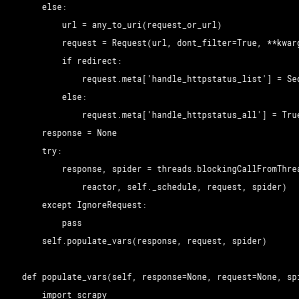 else:
url = any_to_uri(request_or_url)
request = Request(url, dont_filter=True, **kwarg
if redirect:
request.meta['handle_httpstatus_list'] = Seq
else:
request.meta['handle_httpstatus_all'] = True
response = None
try:
response, spider = threads.blockingCallFromThrea
reactor, self._schedule, request, spider)
except IgnoreRequest:
pass
self.populate_vars(response, request, spider)
def populate_vars(self, response=None, request=None, spi
import scrapy